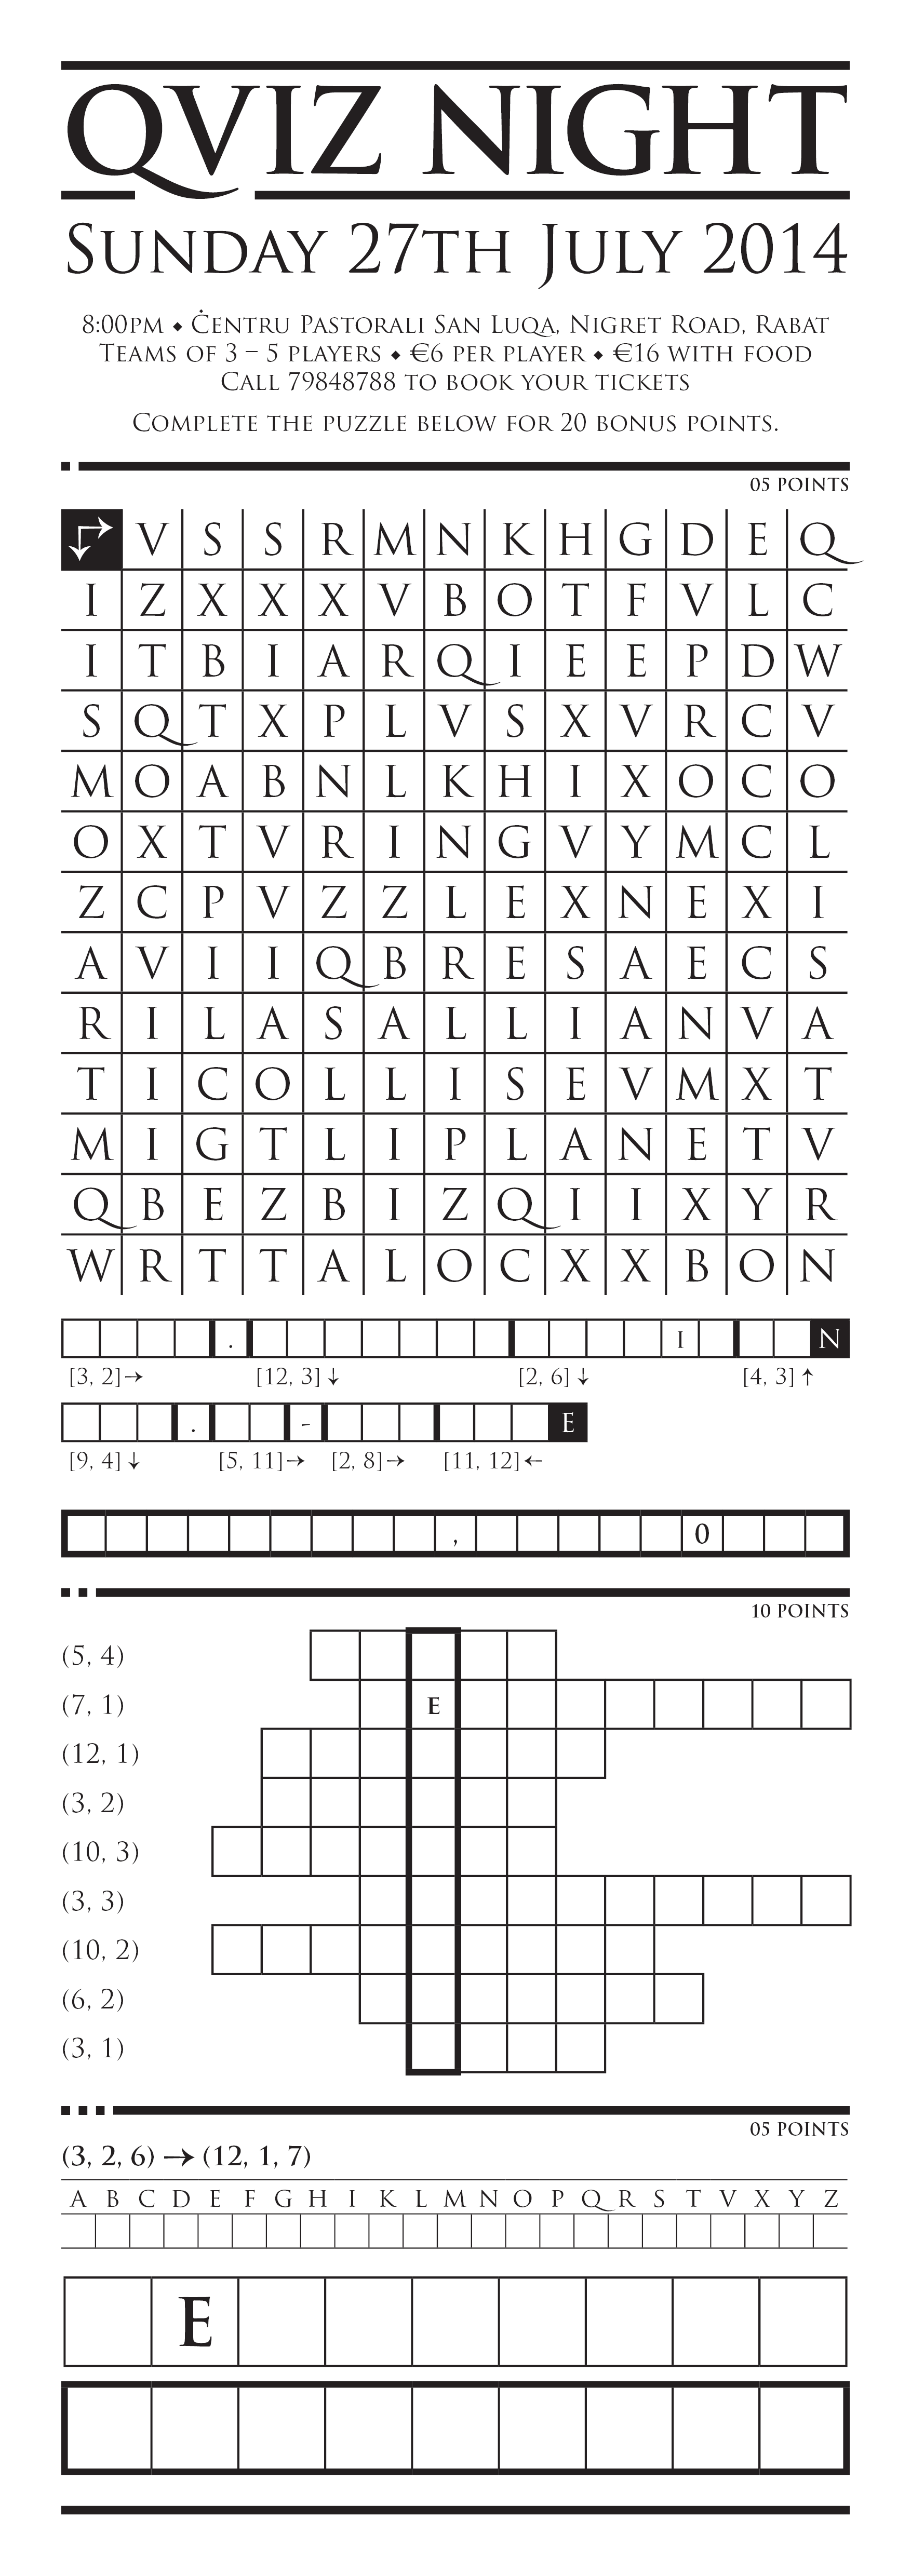 QVIZ NIGHT
SUNDAY 27TH JULY 2014
8:00PM ◆ ĊENTRU PASTORALI SAN LUQA, NIGRET ROAD, RABAT
TEAMS OF 3 – 5 PLAYERS ◆ €6 PER PLAYER ◆ €16 WITH FOOD
CALL 79848788 TO BOOK YOUR TICKETS
COMPLETE THE PUZZLE BELOW FOR 20 BONUS POINTS.
05 POINTS
V S S R M N K H G D E Q
I Z X X X V B O T F V L C
I T B I A R Q I E E P D W
S Q T X P L V S X V R C V
M O A B N L K H I X O C O
O X T V R I N G V Y M C L
Z C P V Z Z L E X N E X I
A V I I Q B R E S A E C S
R I L A S A L L I A N V A
T I C O L L I S E V M X T
M I G T L I P L A N E T V
Q B E Z B I Z Q I I X Y R
W R T T A L O C X X B O N
. I N
[3, 2]→ [12, 3]↓ [2, 6]↓ [4, 3]↑
. - E
[9, 4]↓ [5, 11]→ [2, 8]→ [11, 12]←
, 0
10 POINTS
(5, 4)
(7, 1) E
(12, 1)
(3, 2)
(10, 3)
(3, 3)
(10, 2)
(6, 2)
(3, 1)
05 POINTS
(3, 2, 6) → (12, 1, 7)
A B C D E F G H I K L M N O P Q R S T V X Y Z
E